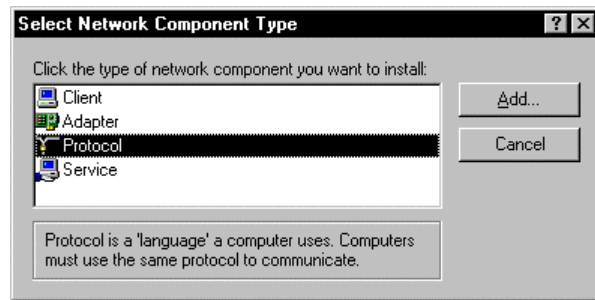 Select Network Component Type
Click the type of network component you want to install:
Client
Adapter
Protocol
Service
Add...
Cancel
Protocol is a 'language' a computer uses. Computers
must use the same protocol to communicate.